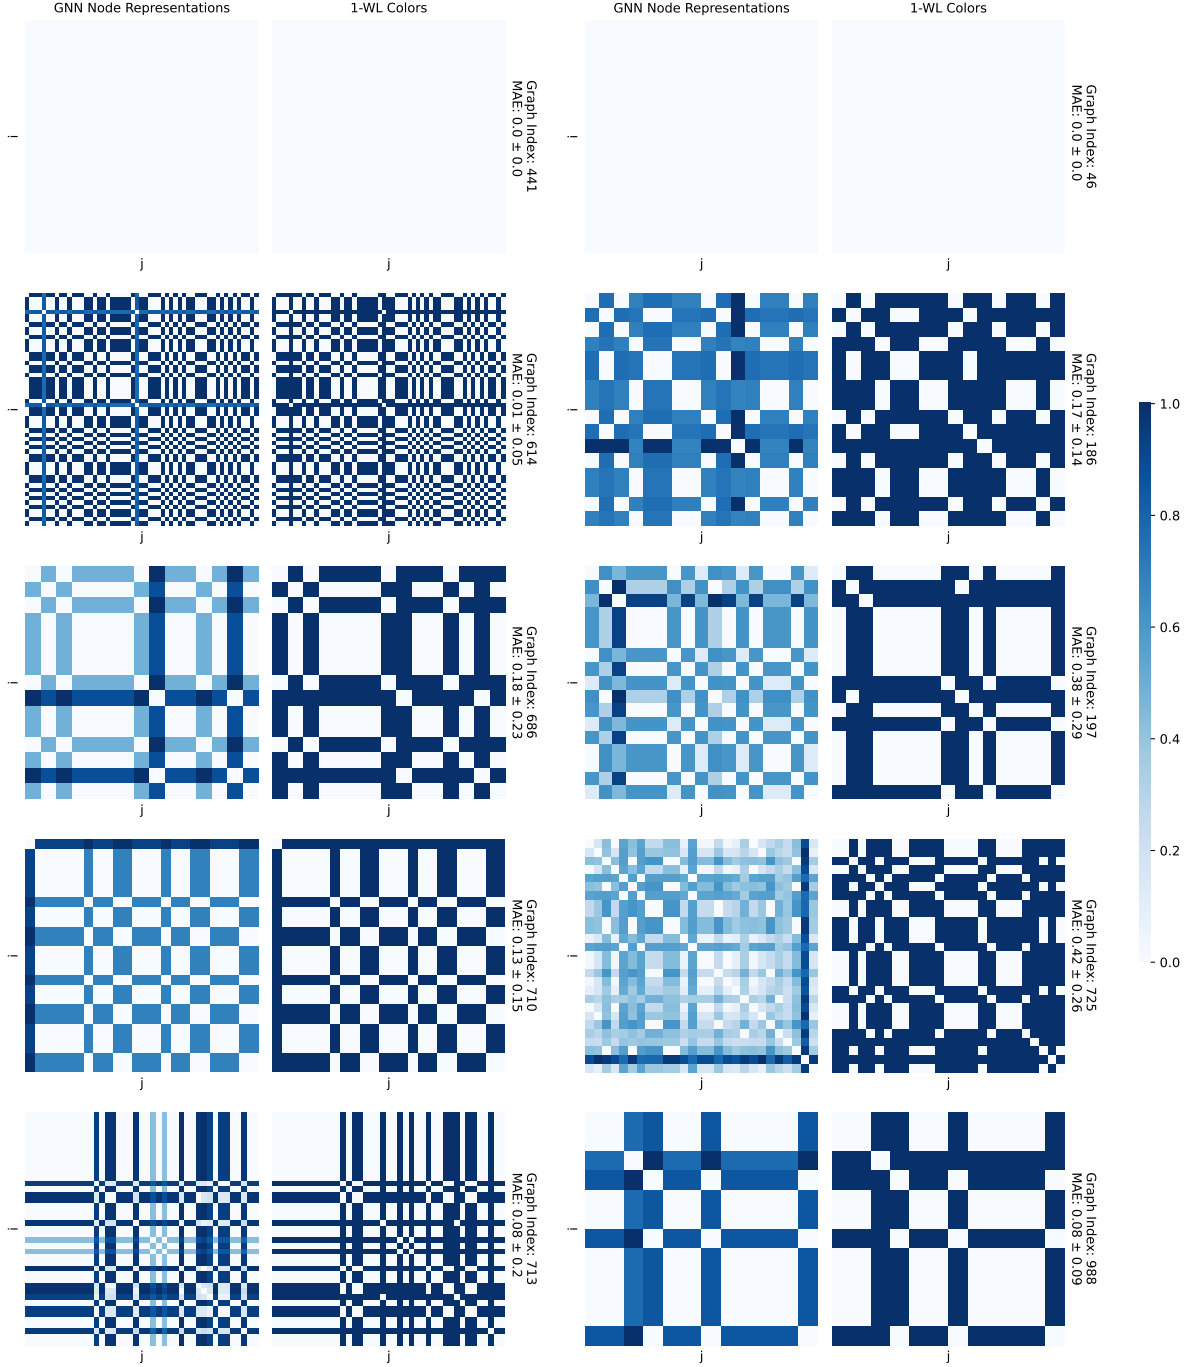 GNN Node Representations
1-WL Colors
GNN Node Representations
1-WL Colors
i
j
j
Graph Index: 441
MAE: 0.0 ± 0.0
i
j
j
Graph Index: 46
MAE: 0.0 ± 0.0
i
j
j
Graph Index: 614
MAE: 0.01 ± 0.05
i
j
j
Graph Index: 186
MAE: 0.17 ± 0.14
i
j
j
Graph Index: 686
MAE: 0.18 ± 0.23
i
j
j
Graph Index: 197
MAE: 0.38 ± 0.29
i
j
j
Graph Index: 710
MAE: 0.13 ± 0.15
i
j
j
Graph Index: 725
MAE: 0.42 ± 0.26
i
j
j
Graph Index: 713
MAE: 0.08 ± 0.2
i
j
j
Graph Index: 988
MAE: 0.08 ± 0.09
1.0
0.8
0.6
0.4
0.2
0.0